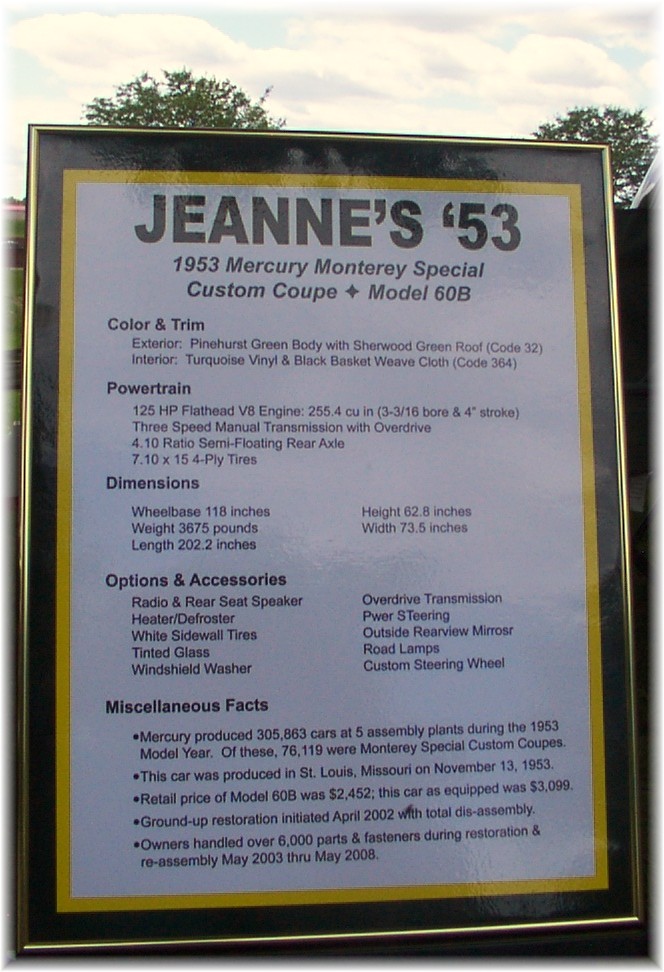 JEANNE'S '53
1953 Mercury Monterey Special
Custom Coupe ✦ Model 60B
Color & Trim
Exterior: Pinehurst Green Body with Sherwood Green Roof (Code 32)
Interior: Turquoise Vinyl & Black Basket Weave Cloth (Code 364)
Powertrain
125 HP Flathead V8 Engine: 255.4 cu in (3-3/16 bore & 4" stroke)
Three Speed Manual Transmission with Overdrive
4.10 Ratio Semi-Floating Rear Axle
7.10 x 15 4-Ply Tires
Dimensions
Wheelbase 118 inches
Weight 3675 pounds
Length 202.2 inches
Height 62.8 inches
Width 73.5 inches
Options & Accessories
Radio & Rear Seat Speaker
Heater/Defroster
White Sidewall Tires
Tinted Glass
Windshield Washer
Overdrive Transmission
Pwer STeering
Outside Rearview Mirrosr
Road Lamps
Custom Steering Wheel
Miscellaneous Facts
•Mercury produced 305,863 cars at 5 assembly plants during the 1953
Model Year. Of these, 76,119 were Monterey Special Custom Coupes.
•This car was produced in St. Louis, Missouri on November 13, 1953.
•Retail price of Model 60B was $2,452; this car as equipped was $3,099.
•Ground-up restoration initiated April 2002 with total dis-assembly.
•Owners handled over 6,000 parts & fasteners during restoration &
re-assembly May 2003 thru May 2008.